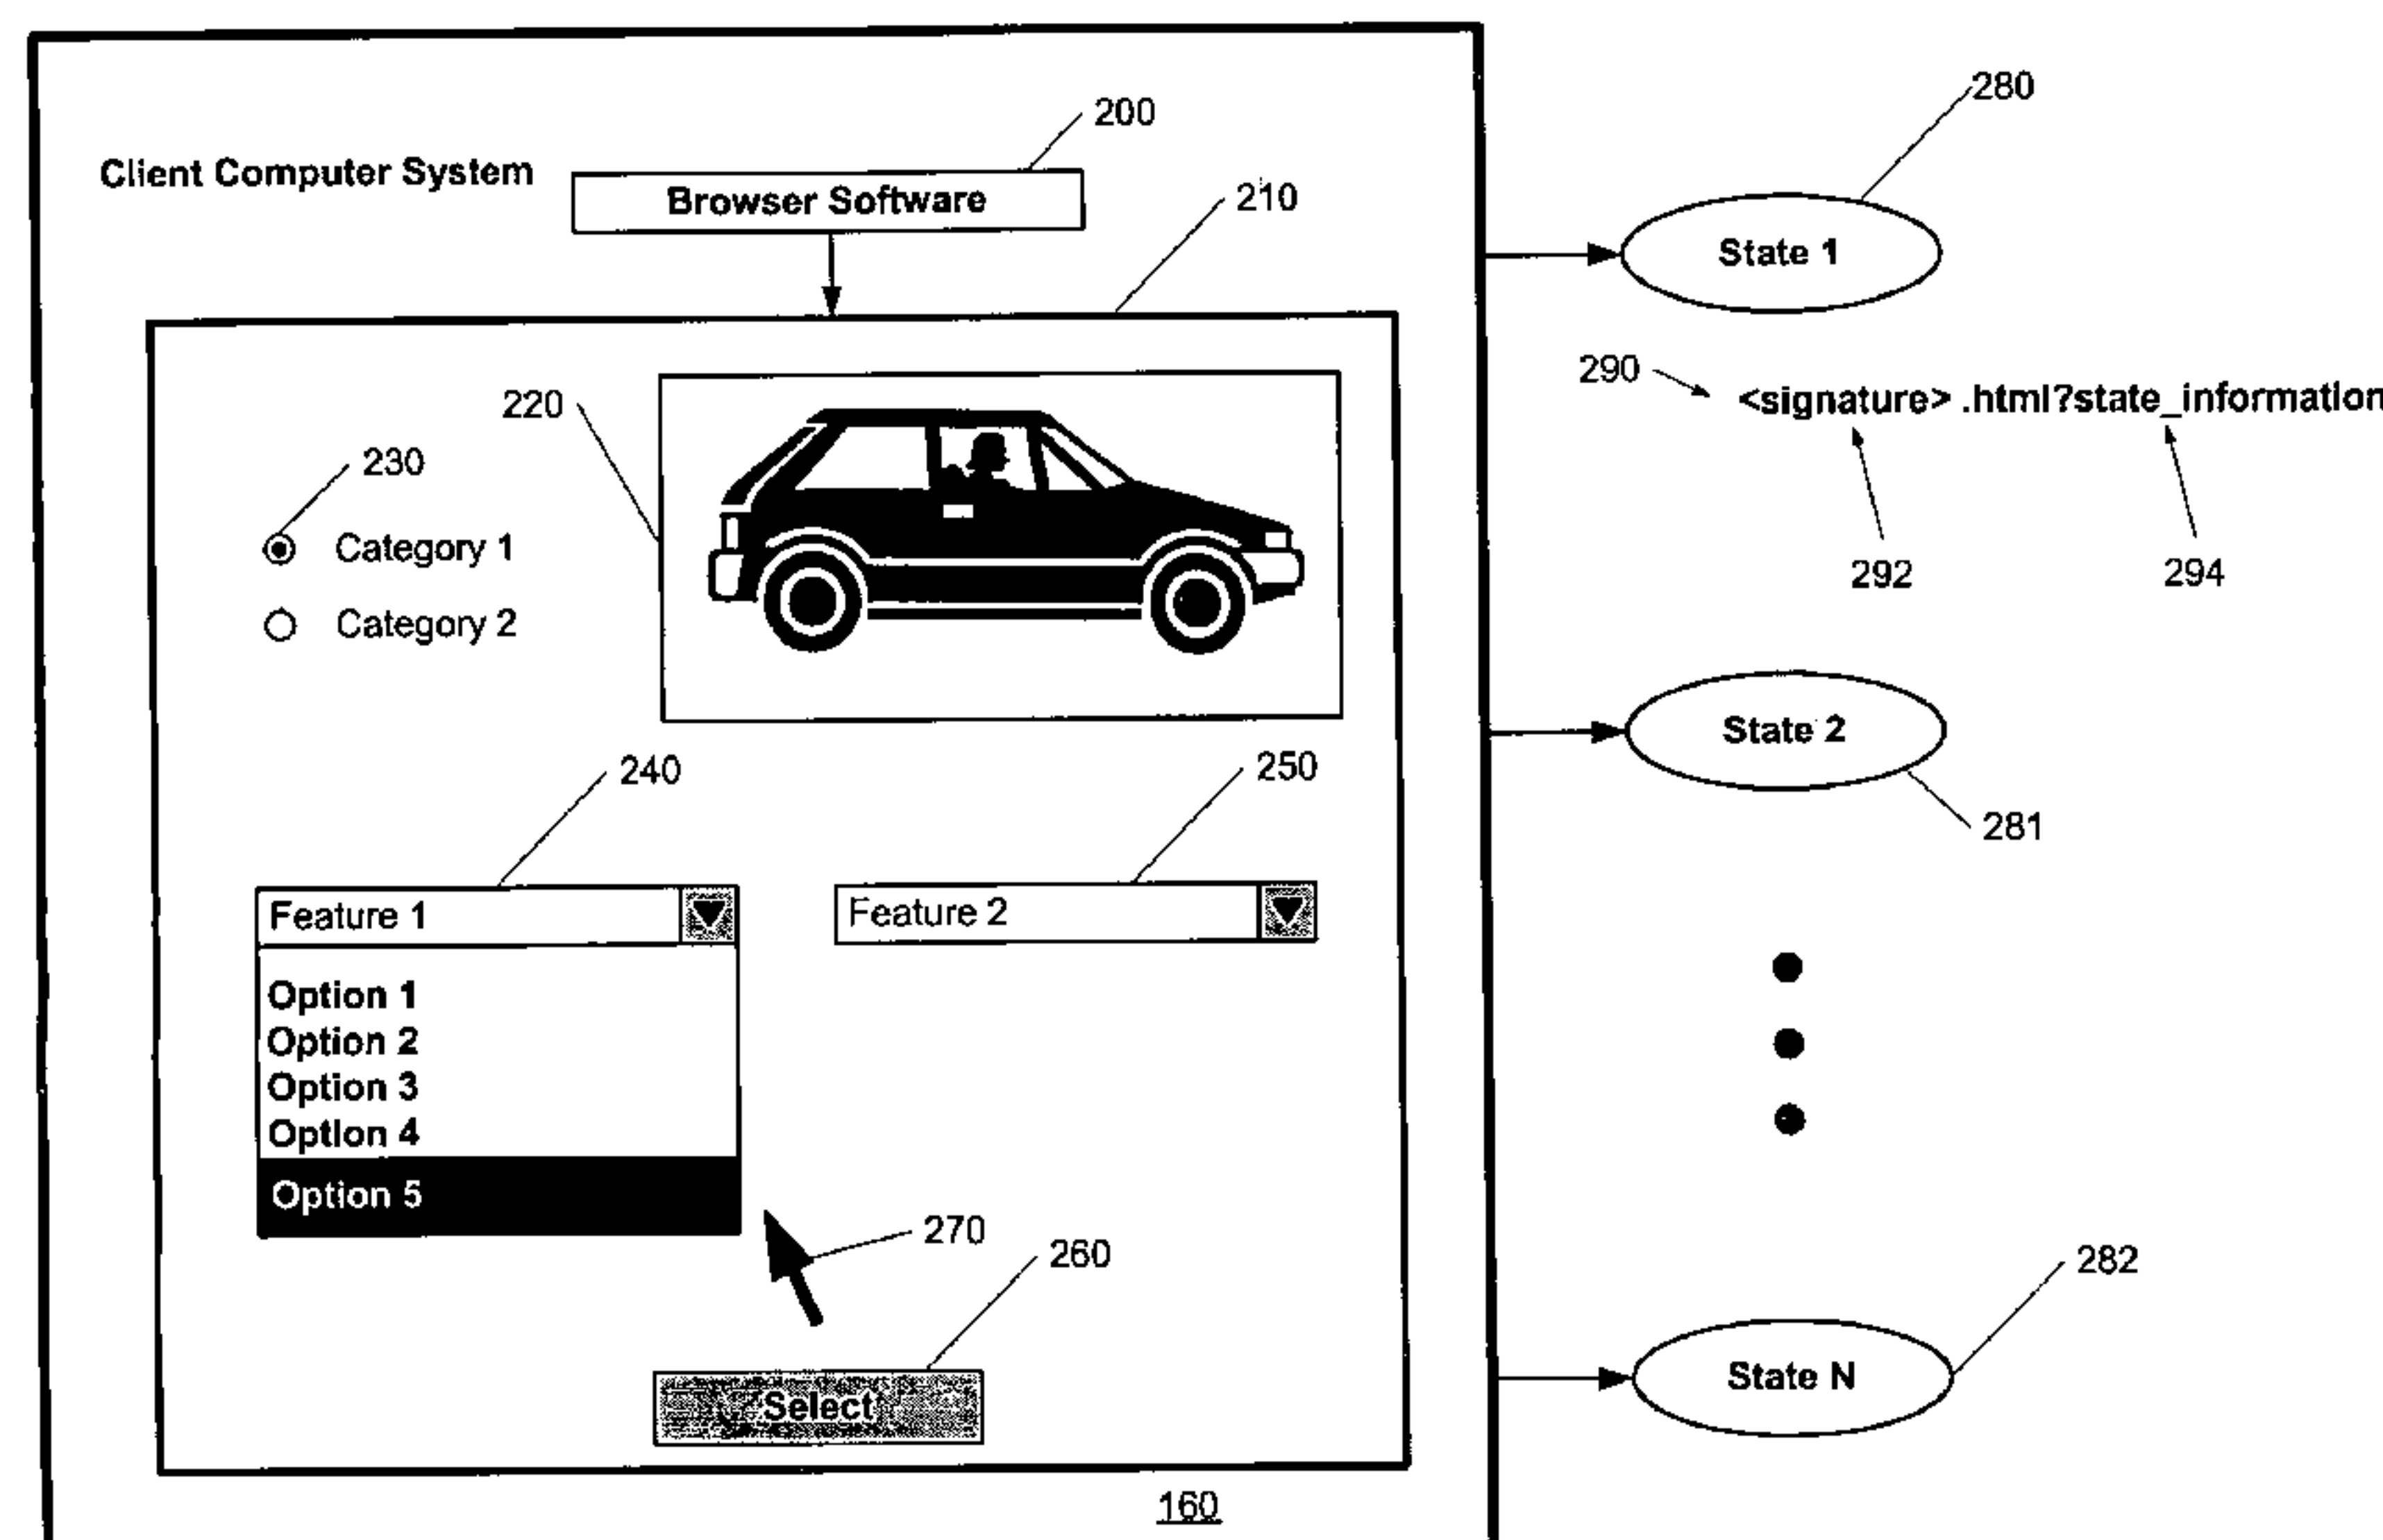 Client Computer System
200
Browser Software
210
220
230
Category 1
Category 2
240
250
Feature 1
Feature 2
Option 1
Option 2
Option 3
Option 4
Option 5
270
260
Select
160
280
State 1
290
<signature> .html?state_information
292
294
State 2
281
282
State N